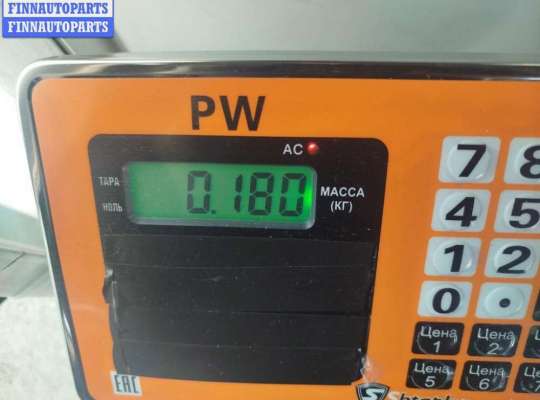 FINNAUTOPARTS
FINNAUTOPARTS
PW
AC
ТАРА
НОЛЬ
0.180
МАССА
(КГ)
7 8
4 5
1 2
0 .
Цена 1
Цена 2
Цена 5
Цена 6
EAC